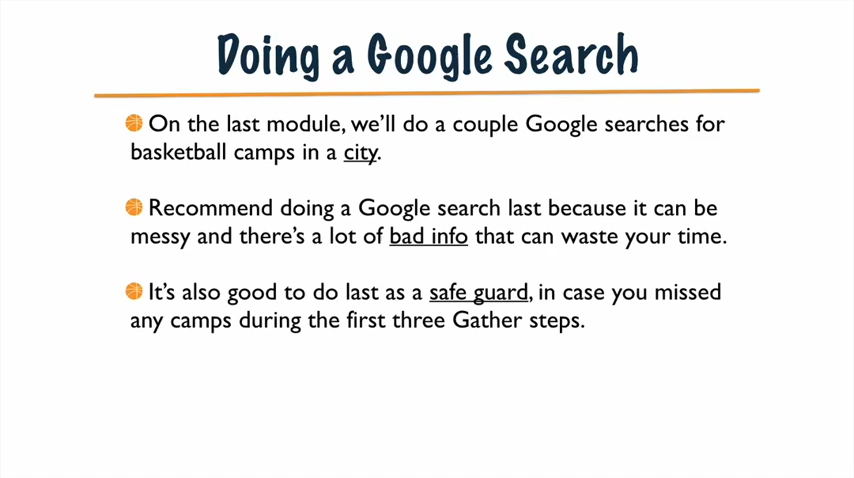 Doing a Google Search
On the last module, we'll do a couple Google searches for
basketball camps in a city.
Recommend doing a Google search last because it can be
messy and there's a lot of bad info that can waste your time.
It's also good to do last as a safe guard, in case you missed
any camps during the first three Gather steps.